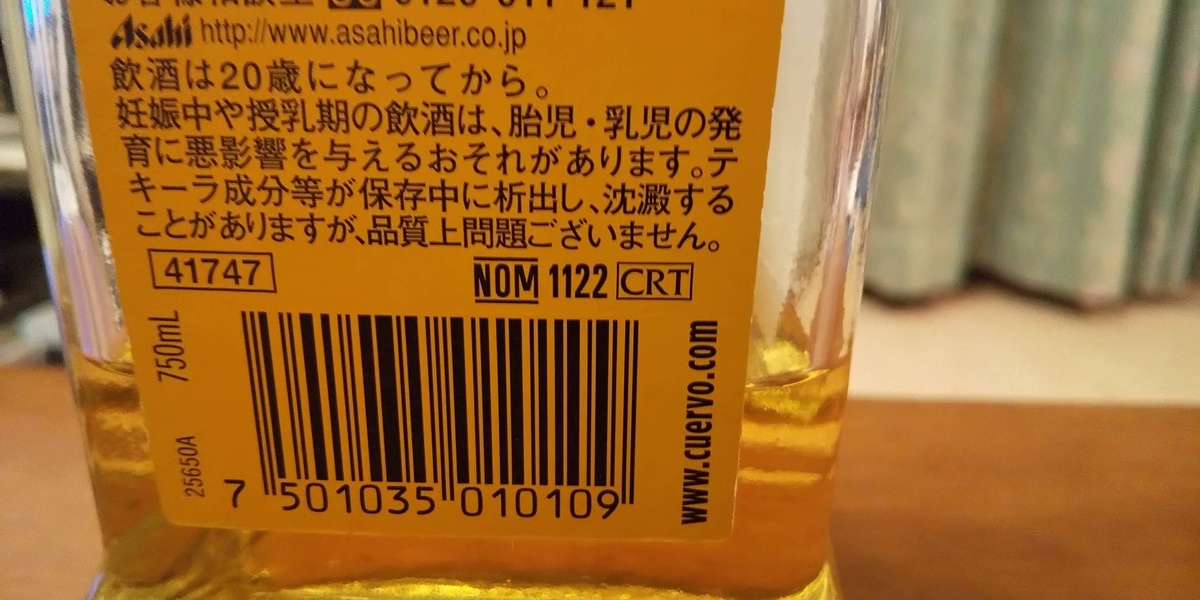 Asahi http://www.asahibeer.co.jp
飲酒は20歳になってから。
妊娠中や授乳期の飲酒は、胎児・乳児の発
育に悪影響を与えるおそれがあります。テ
キーラ成分等が保存中に析出し、沈澱する
ことがありますが、品質上問題ございません。
41747 NOM 1122 CRT
750mL
25650A
7 501035 010109
www.cuervo.com